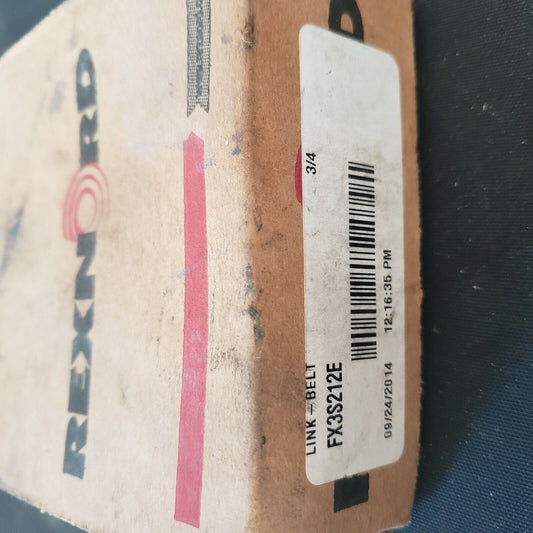 REXNORD
LINK-BELT 3/4
FX3S212E
09/24/2014 12:16:35 PM